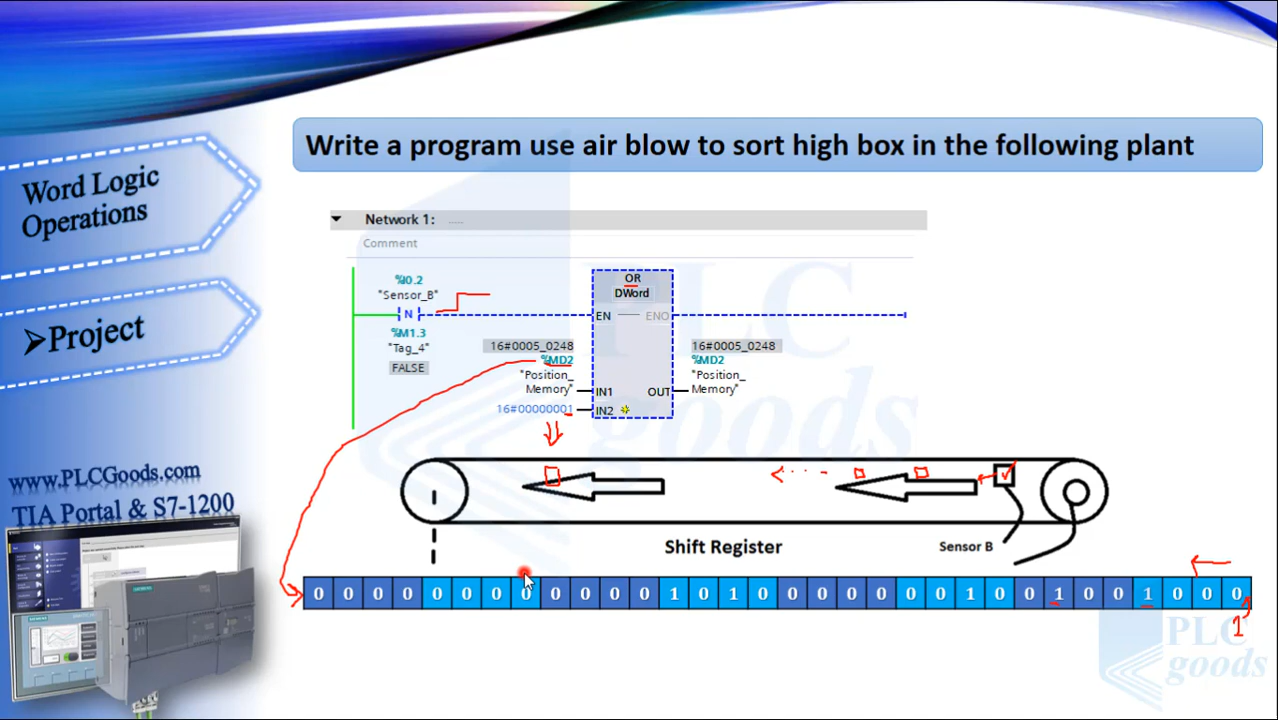 Write a program use air blow to sort high box in the following plant
Word Logic
Operations
➢Project
www.PLCGoods.com
TIA Portal & S7-1200
Network 1: .....
Comment
%I0.2
"Sensor_B"
N
%M1.3
"Tag_4"
FALSE
OR
DWord
EN ENO
16#0005_0248
%MD2
"Position_
Memory"
IN1
16#00000001
IN2
16#0005_0248
%MD2
"Position_
Memory"
OUT
Shift Register
Sensor B
0 0 0 0 0 0 0 0 0 0 0 0 1 0 1 0 0 0 0 0 0 0 1 0 0 1 0 0 1 0 0 0
1
PLC
goods
PLC
goods